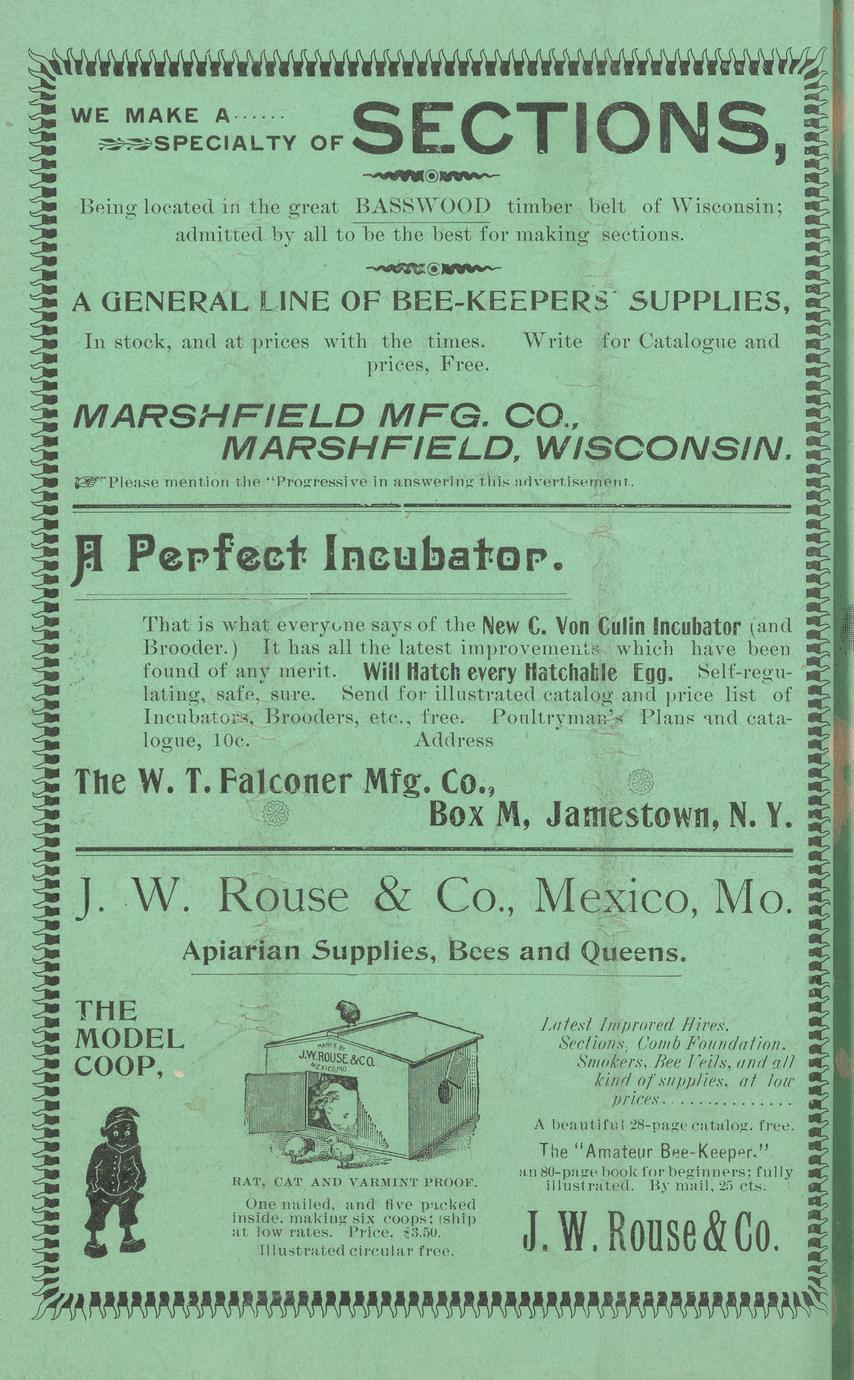 WE MAKE A······
SPECIALTY OF SECTIONS,
Being located in the great BASSWOOD timber belt of Wisconsin;
admitted by all to be the best for making sections.
A GENERAL LINE OF BEE-KEEPERS' SUPPLIES,
In stock, and at prices with the times. Write for Catalogue and
prices, Free.
MARSHFIELD MFG. CO.,
MARSHFIELD, WISCONSIN.
☞Please mention the "Progressive in answering this advertisement.
A Perfect Incubator.
That is what everyone says of the New C. Von Culin Incubator (and
Brooder.) It has all the latest improvements which have been
found of any merit. Will Hatch every Hatchable Egg. Self-regu-
lating, safe, sure. Send for illustrated catalog and price list of
Incubators, Brooders, etc., free. Poultryman's Plans and cata-
logue, 10c. Address
The W. T. Falconer Mfg. Co.,
Box M, Jamestown, N. Y.
J. W. Rouse & Co., Mexico, Mo.
Apiarian Supplies, Bees and Queens.
THE
MODEL
COOP,
MANF'D BY
J.W.ROUSE & CO.
MEXICO, MO
RAT, CAT AND VARMINT PROOF.
One nailed, and five packed
inside, making six coops; (ship
at low rates. Price, $3.50.
Illustrated circular free.
Latest Improved Hives,
Sections, Comb Foundation,
Smokers, Bee Veils, and all
kind of supplies, at low
prices..............
A beautiful 28-page catalog, free.
The "Amateur Bee-Keeper,"
an 80-page book for beginners; fully
illustrated. By mail, 25 cts.
J. W. Rouse & Co.